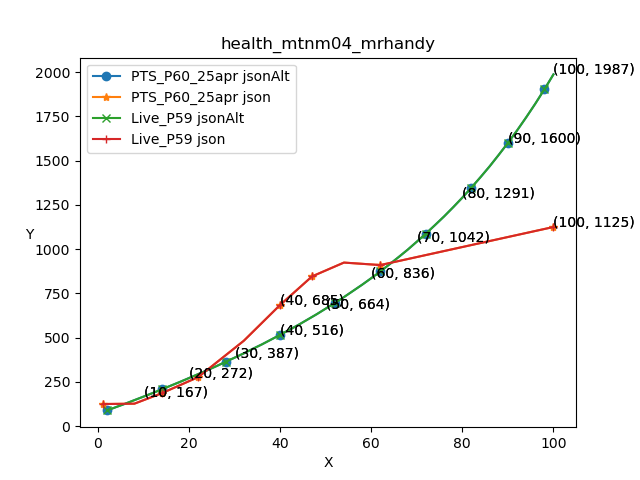 health_mtnm04_mrhandy
PTS_P60_25apr jsonAlt
PTS_P60_25apr json
Live_P59 jsonAlt
Live_P59 json
(100, 1987)
(90, 1600)
(80, 1291)
(100, 1125)
(70, 1042)
(60, 836)
(40, 685)
(50, 664)
(40, 516)
(30, 387)
(20, 272)
(10, 167)
2000
1750
1500
1250
1000
750
500
250
0
Y
0 20 40 60 80 100
X